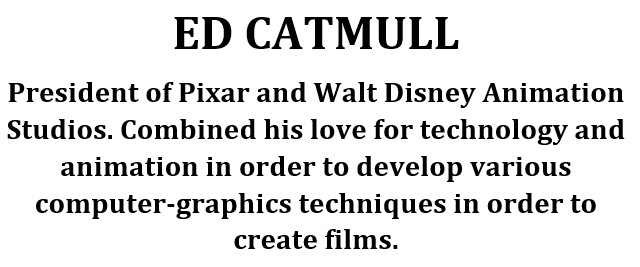 ED CATMULL
President of Pixar and Walt Disney Animation
Studios. Combined his love for technology and
animation in order to develop various
computer-graphics techniques in order to
create films.